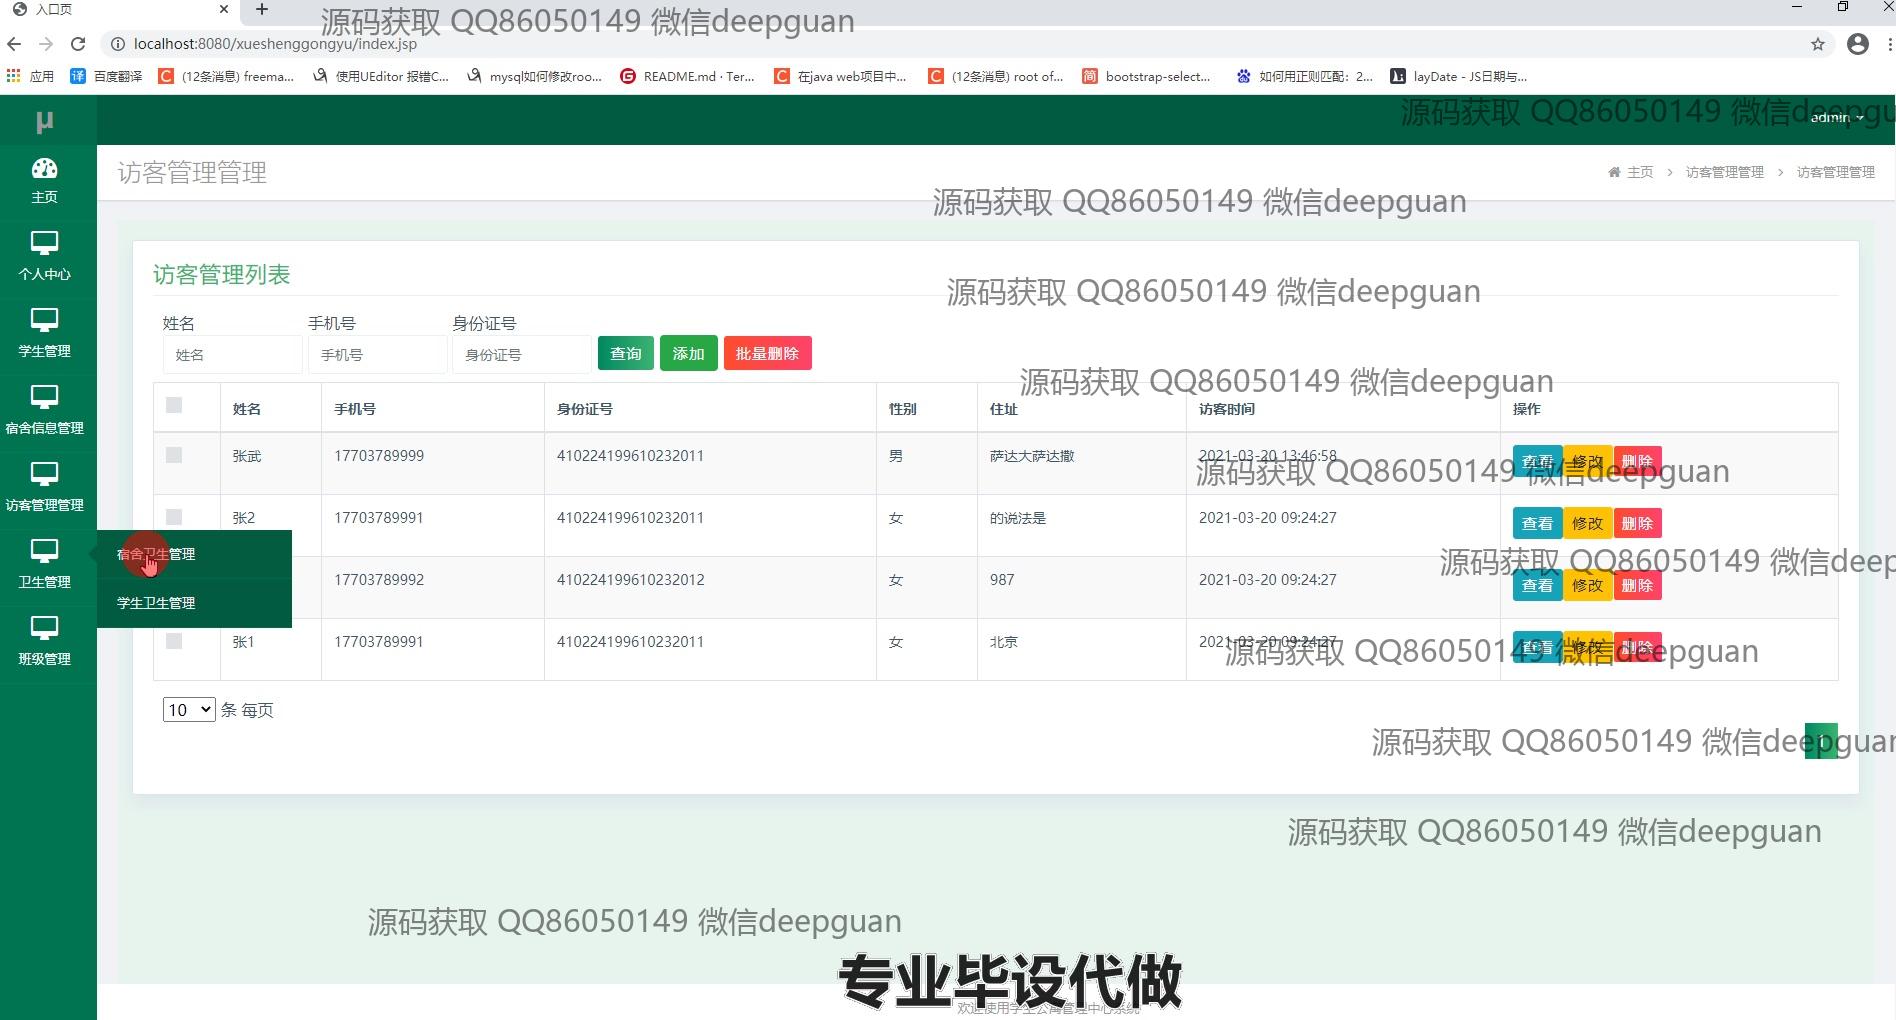 入口页
源码获取 QQ86050149 微信deepguan
localhost:8080/xueshenggongyu/index.jsp
应用
百度翻译
(12条消息) freema...
使用UEditor 报错C...
mysql如何修改roo...
README.md · Ter...
在java web项目中...
(12条消息) root of...
bootstrap-select...
如何用正则匹配：2...
layDate - JS日期与...
μ
源码获取 QQ86050149 微信deepgu
admin
主页
个人中心
学生管理
宿舍信息管理
访客管理管理
卫生管理
班级管理
宿舍卫生管理
学生卫生管理
访客管理管理
主页 > 访客管理管理 > 访客管理管理
源码获取 QQ86050149 微信deepguan
访客管理列表
源码获取 QQ86050149 微信deepguan
姓名 手机号 身份证号
姓名 手机号 身份证号 查询 添加 批量删除
源码获取 QQ86050149 微信deepguan
姓名 手机号 身份证号 性别 住址 访客时间 操作
张武 17703789999 410224199610232011 男 萨达大萨达撒 2021-03-20 13:46:58 查看 修改 删除
源码获取 QQ86050149 微信deepguan
张2 17703789991 410224199610232011 女 的说法是 2021-03-20 09:24:27 查看 修改 删除
源码获取 QQ86050149 微信deep
17703789992 410224199610232012 女 987 2021-03-20 09:24:27 查看 修改 删除
张1 17703789991 410224199610232011 女 北京 2021-03-20 09:24:27 查看 修改 删除
源码获取 QQ86050149 微信deepguan
10 条 每页
源码获取 QQ86050149 微信deepguan
1
源码获取 QQ86050149 微信deepguan
源码获取 QQ86050149 微信deepguan
专业毕设代做
欢迎使用学生公寓管理中心系统